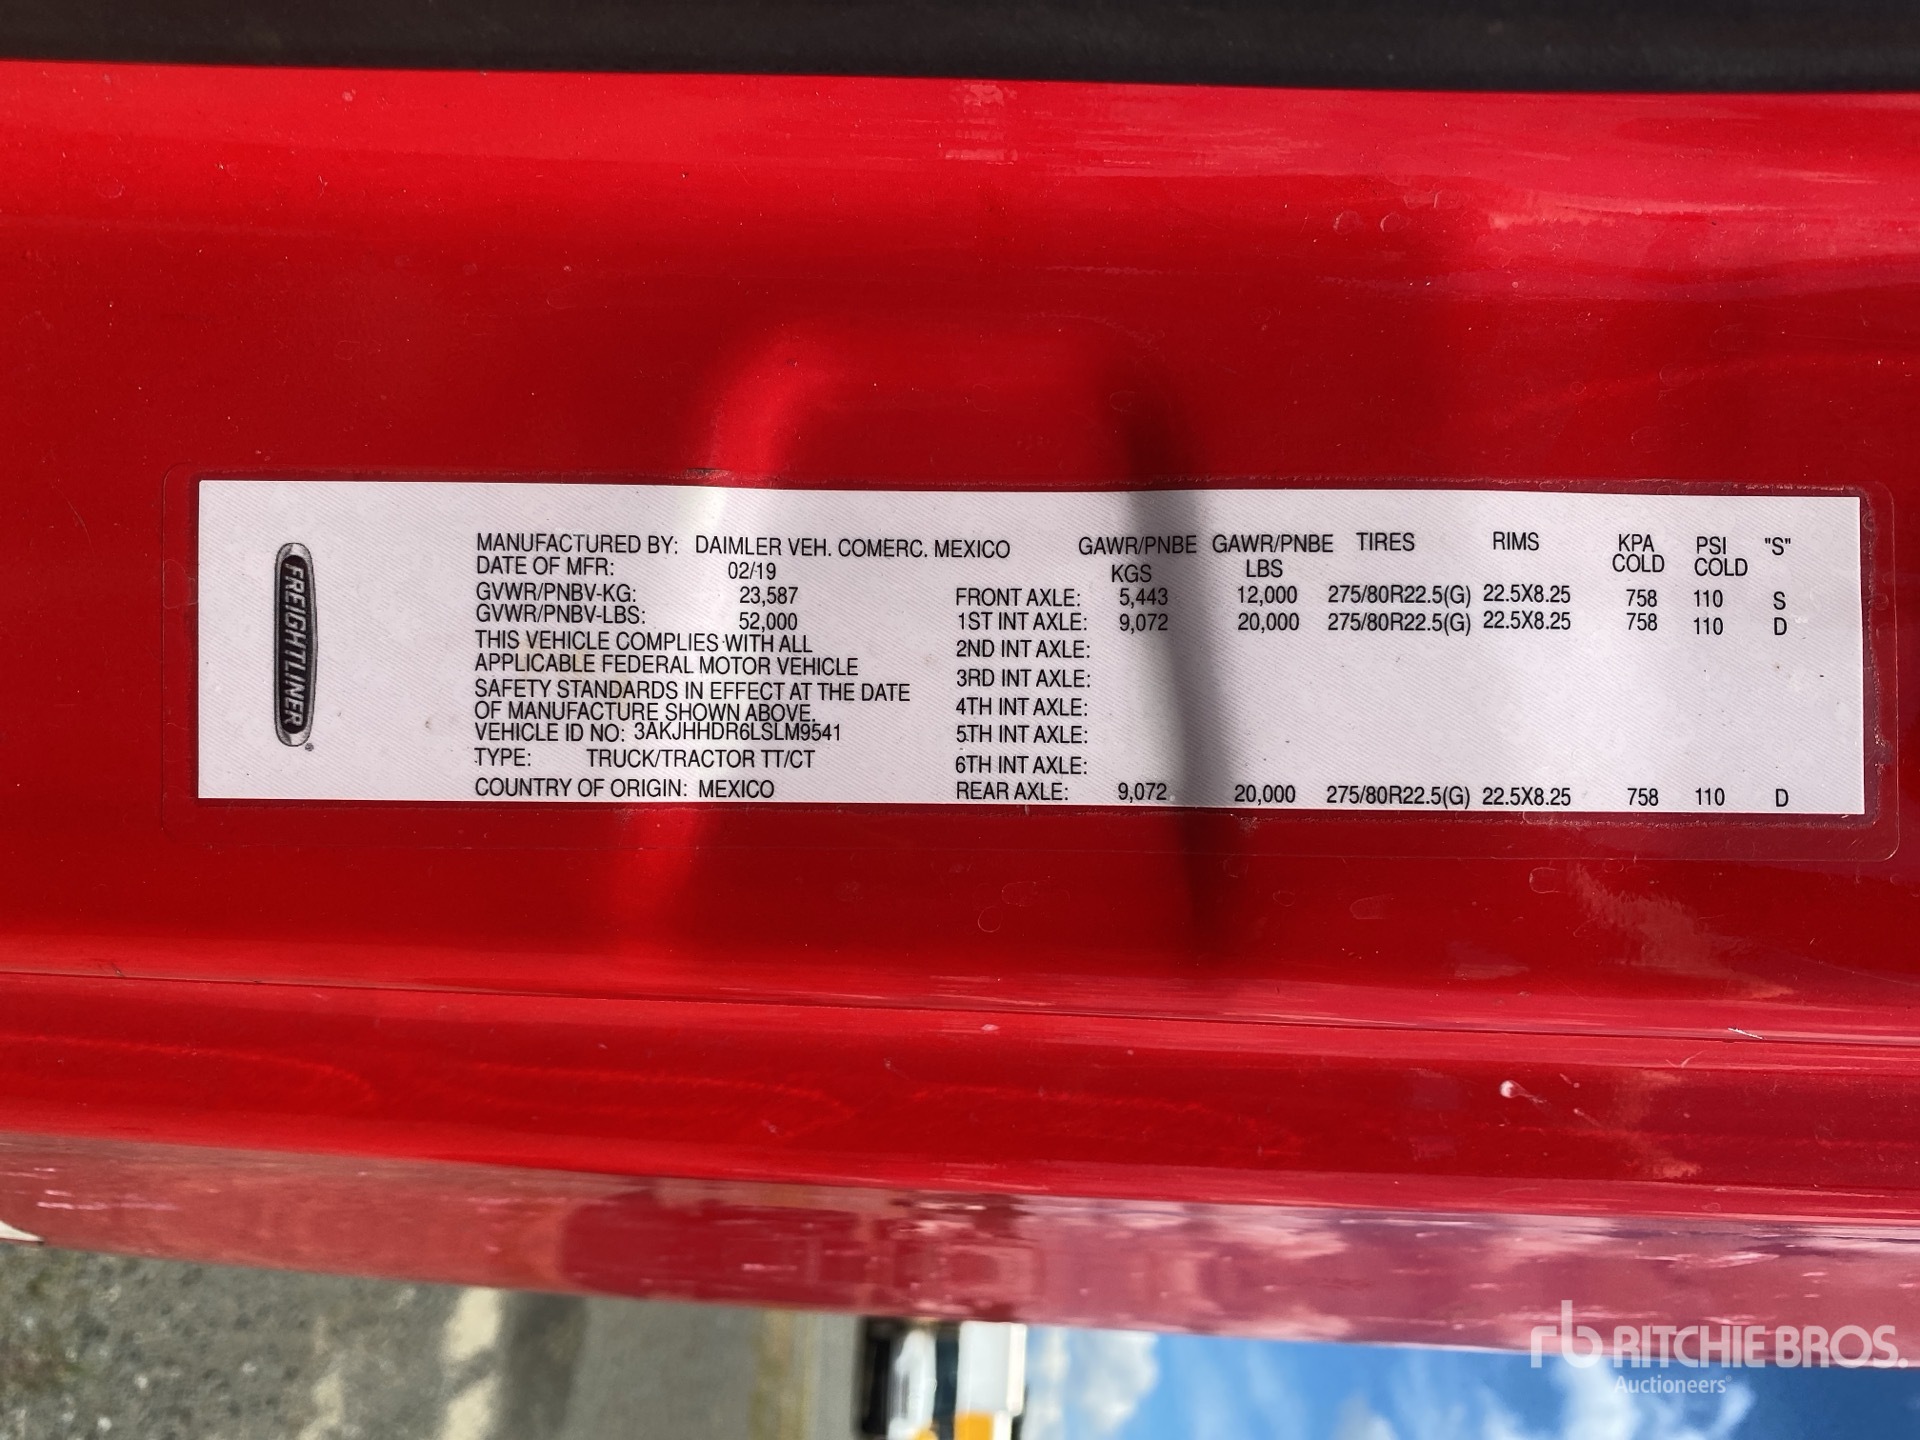 FREIGHTLINER®
MANUFACTURED BY: DAIMLER VEH. COMERC. MEXICO
DATE OF MFR: 02/19
GVWR/PNBV-KG: 23,587
GVWR/PNBV-LBS: 52,000
THIS VEHICLE COMPLIES WITH ALL
APPLICABLE FEDERAL MOTOR VEHICLE
SAFETY STANDARDS IN EFFECT AT THE DATE
OF MANUFACTURE SHOWN ABOVE.
VEHICLE ID NO: 3AKJHHDR6LSLM9541
TYPE: TRUCK/TRACTOR TT/CT
COUNTRY OF ORIGIN: MEXICO
GAWR/PNBE GAWR/PNBE TIRES RIMS KPA PSI "S"
KGS LBS COLD COLD
FRONT AXLE: 5,443 12,000 275/80R22.5(G) 22.5X8.25 758 110 S
1ST INT AXLE: 9,072 20,000 275/80R22.5(G) 22.5X8.25 758 110 D
2ND INT AXLE:
3RD INT AXLE:
4TH INT AXLE:
5TH INT AXLE:
6TH INT AXLE:
REAR AXLE: 9,072 20,000 275/80R22.5(G) 22.5X8.25 758 110 D
rb RITCHIE BROS.
Auctioneers